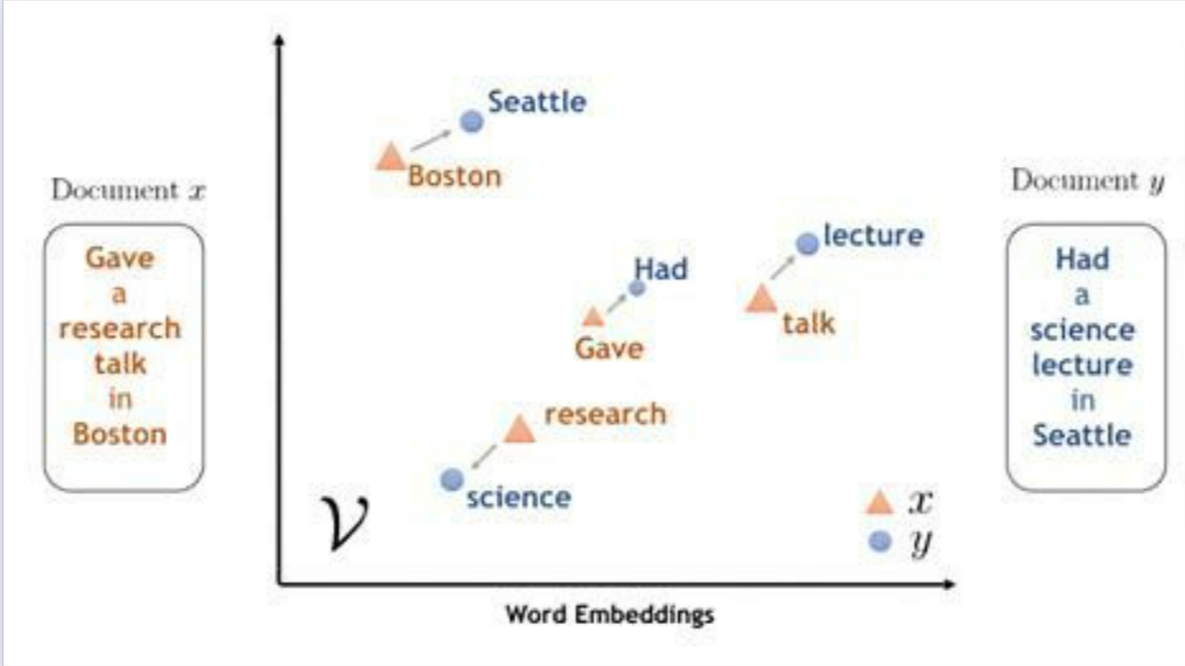 Document x
Gave
a
research
talk
in
Boston
Seattle
Boston
lecture
Had
talk
Gave
research
science
𝒱
x
y
Word Embeddings
Document y
Had
a
science
lecture
in
Seattle